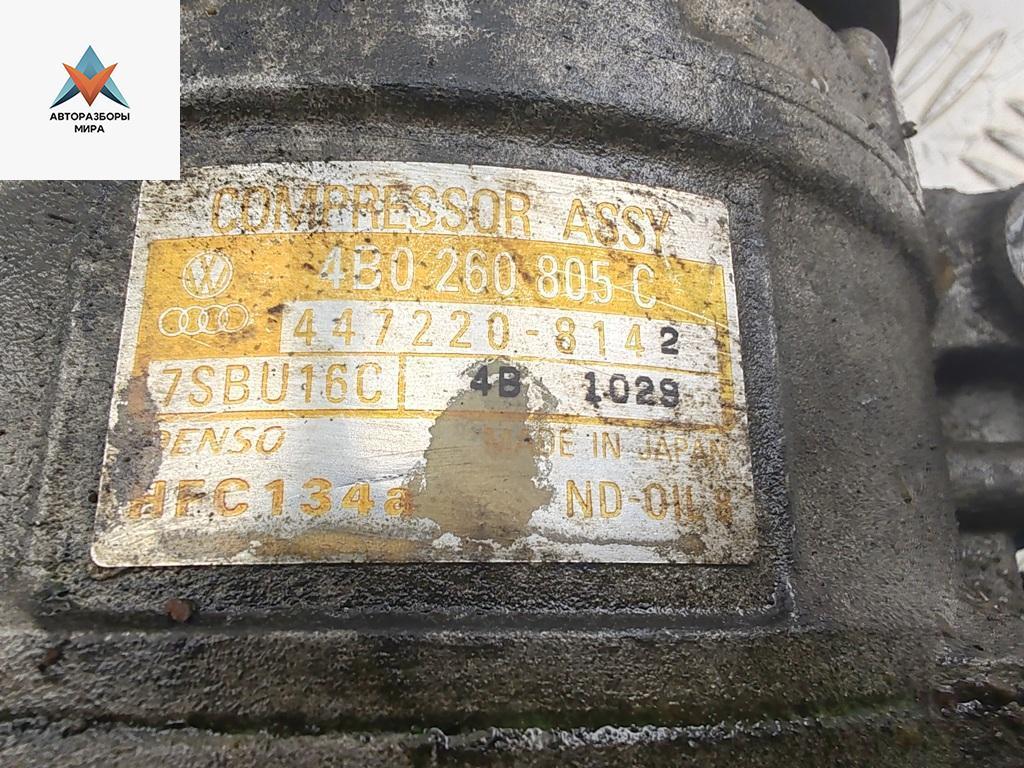 АВТОРАЗБОРЫ
МИРА
COMPRESSOR ASSY
4B0 260 805 C
447220-8142
7SBU16C 4B 1029
DENSO MADE IN JAPAN
HFC134a ND-OIL 8